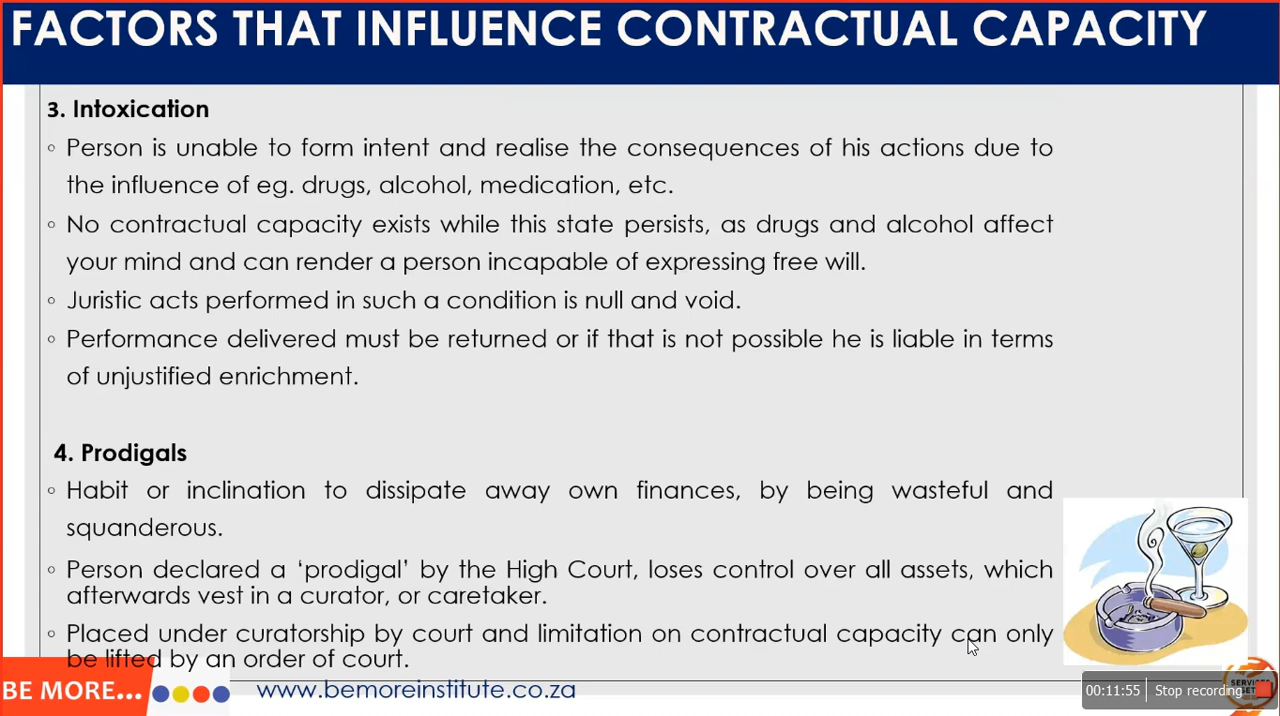 FACTORS THAT INFLUENCE CONTRACTUAL CAPACITY
3. Intoxication
◦ Person is unable to form intent and realise the consequences of his actions due to
the influence of eg. drugs, alcohol, medication, etc.
◦ No contractual capacity exists while this state persists, as drugs and alcohol affect
your mind and can render a person incapable of expressing free will.
◦ Juristic acts performed in such a condition is null and void.
◦ Performance delivered must be returned or if that is not possible he is liable in terms
of unjustified enrichment.
4. Prodigals
◦ Habit or inclination to dissipate away own finances, by being wasteful and
squanderous.
◦ Person declared a ‘prodigal’ by the High Court, loses control over all assets, which
afterwards vest in a curator, or caretaker.
◦ Placed under curatorship by court and limitation on contractual capacity can only
be lifted by an order of court.
BE MORE...
www.bemoreinstitute.co.za
00:11:55 Stop recording